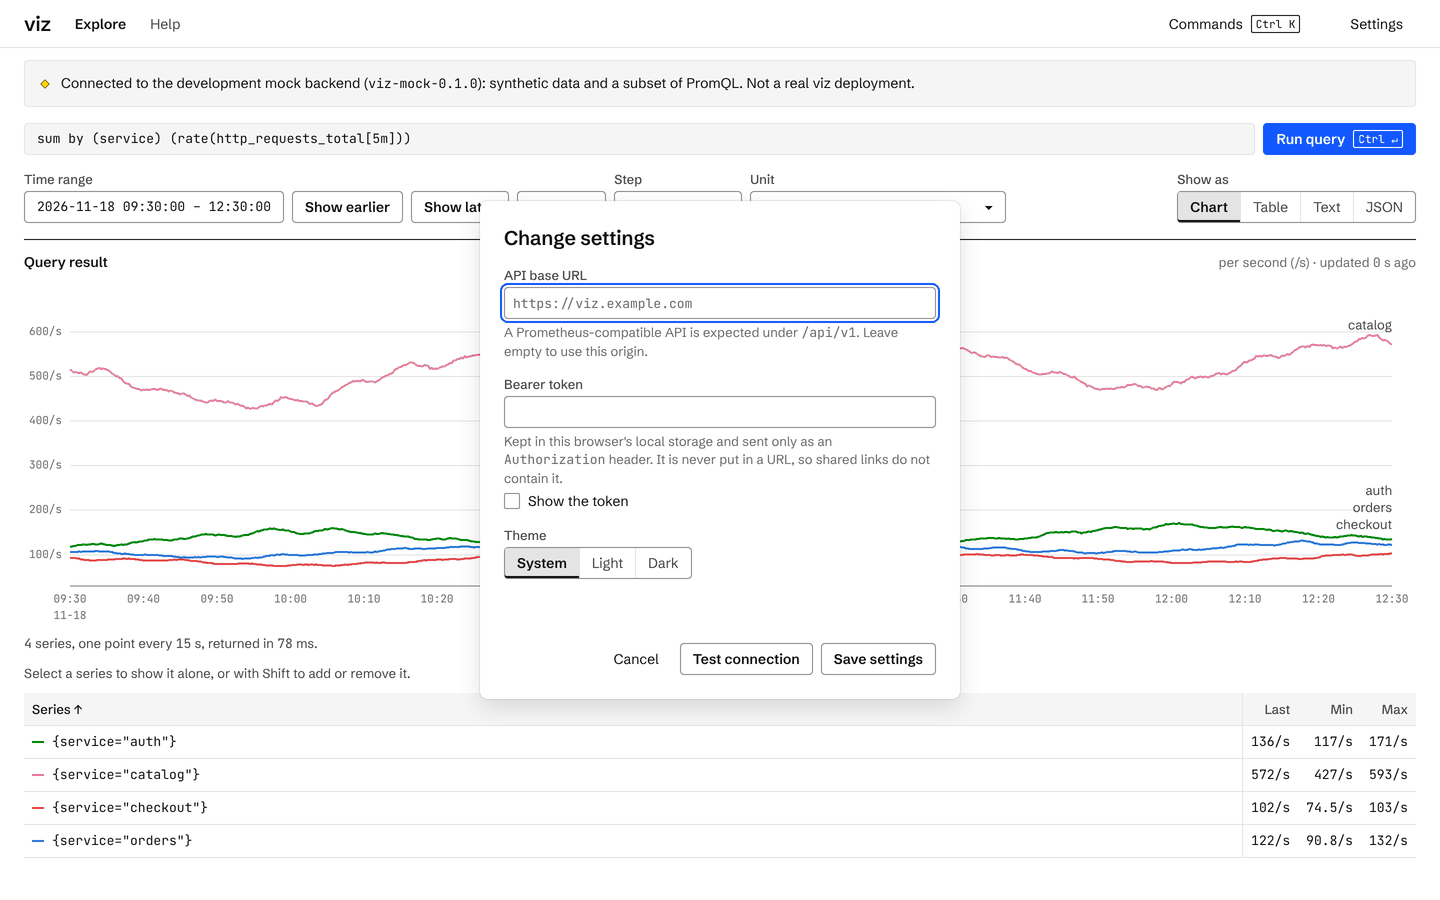 viz Explore Help Commands Ctrl K Settings
Connected to the development mock backend (viz-mock-0.1.0): synthetic data and a subset of PromQL. Not a real viz deployment.
sum by (service) (rate(http_requests_total[5m])) Run query Ctrl ↵
Time range Step Unit Show as
2026-11-18 09:30:00 – 12:30:00 Show earlier Show lat Chart Table Text JSON
Query result per second (/s) · updated 0 s ago
Change settings
API base URL
https://viz.example.com
A Prometheus-compatible API is expected under /api/v1. Leave
empty to use this origin.
Bearer token
Kept in this browser's local storage and sent only as an
Authorization header. It is never put in a URL, so shared links do not
contain it.
Show the token
Theme
System Light Dark
Cancel Test connection Save settings
600/s
500/s
400/s
300/s
200/s
100/s
catalog
auth
orders
checkout
09:30 09:40 09:50 10:00 10:10 10:20 11:40 11:50 12:00 12:10 12:20 12:30
11-18
4 series, one point every 15 s, returned in 78 ms.
Select a series to show it alone, or with Shift to add or remove it.
Series ↑ Last Min Max
{service="auth"} 136/s 117/s 171/s
{service="catalog"} 572/s 427/s 593/s
{service="checkout"} 102/s 74.5/s 103/s
{service="orders"} 122/s 90.8/s 132/s